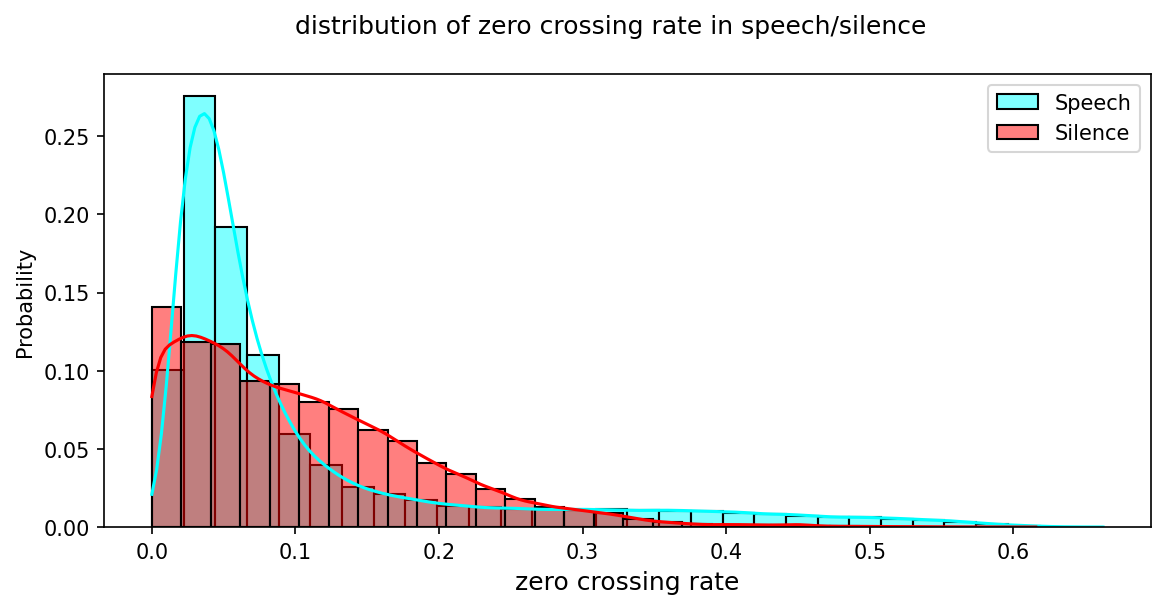 distribution of zero crossing rate in speech/silence
Speech
Silence
Probability
0.25
0.20
0.15
0.10
0.05
0.00
0.0 0.1 0.2 0.3 0.4 0.5 0.6
zero crossing rate